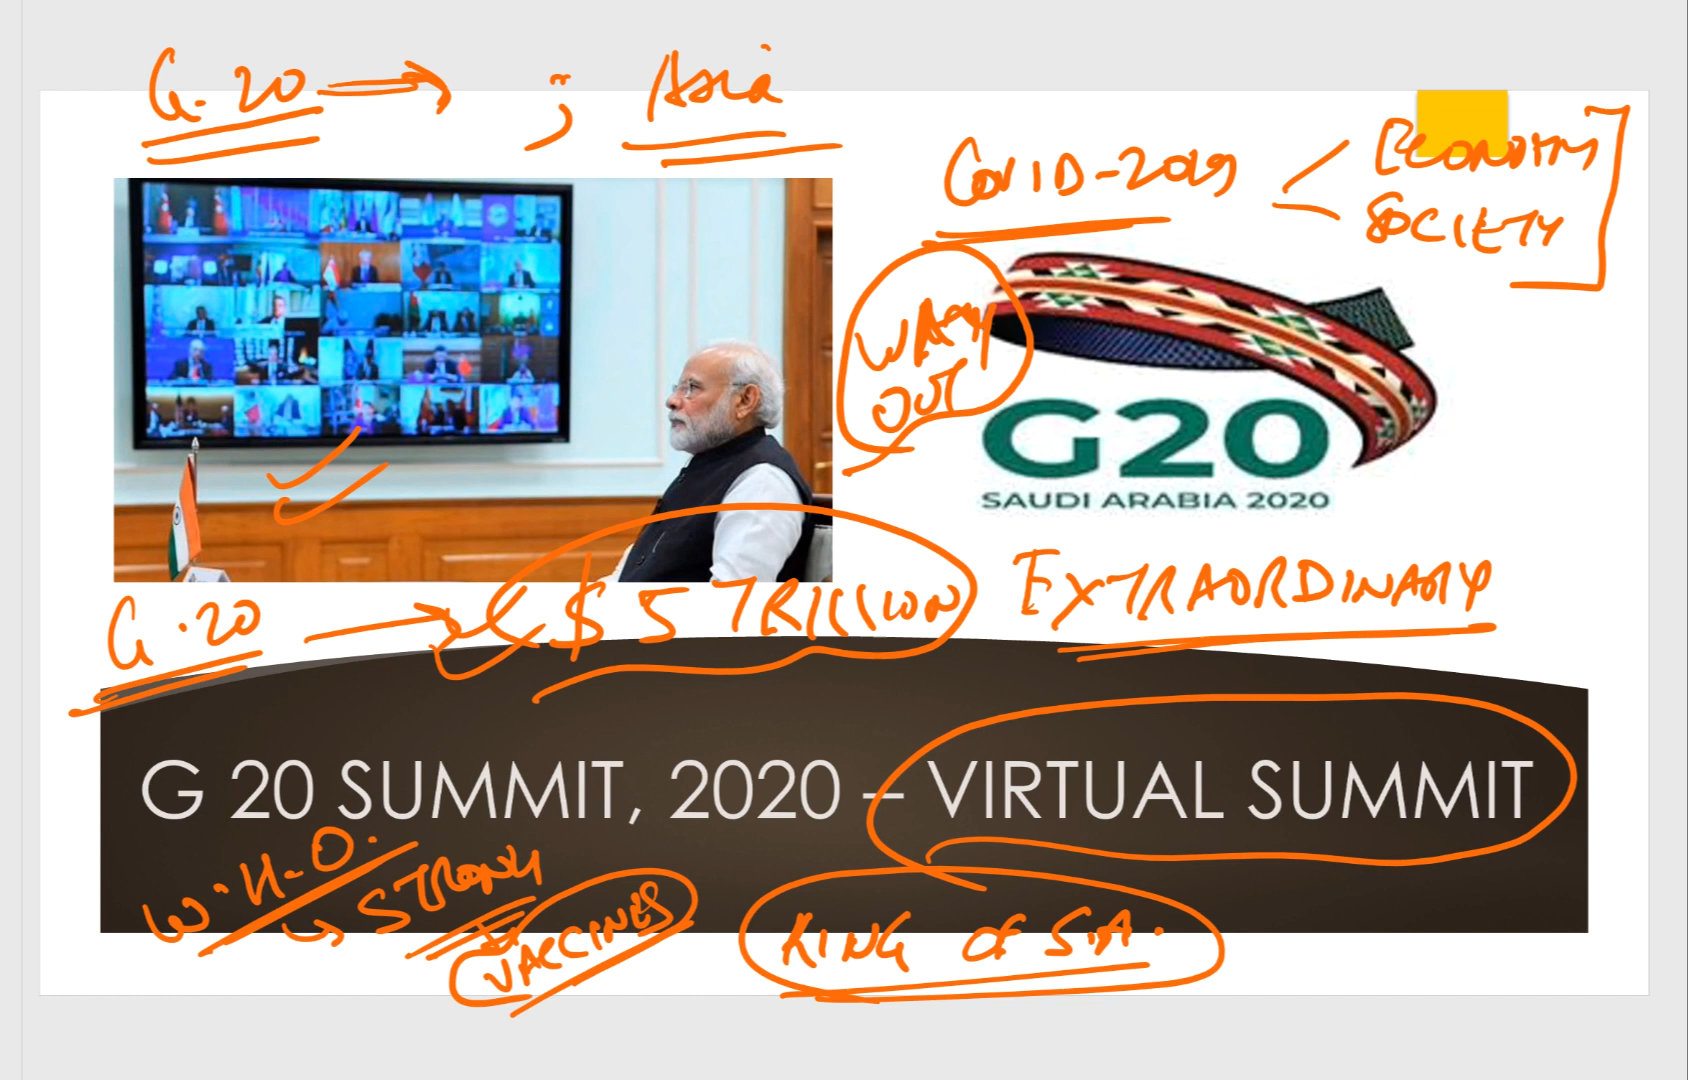 G.20 → ; Asia
COVID-2019 < ECONOMY
SOCIETY
WAY
OUT
G20
SAUDI ARABIA 2020
G.20 → $5 TRILLION
EXTRAORDINARY
G 20 SUMMIT, 2020 – VIRTUAL SUMMIT
W.H.O.
→ STRONG
VACCINES
KING OF S.A.